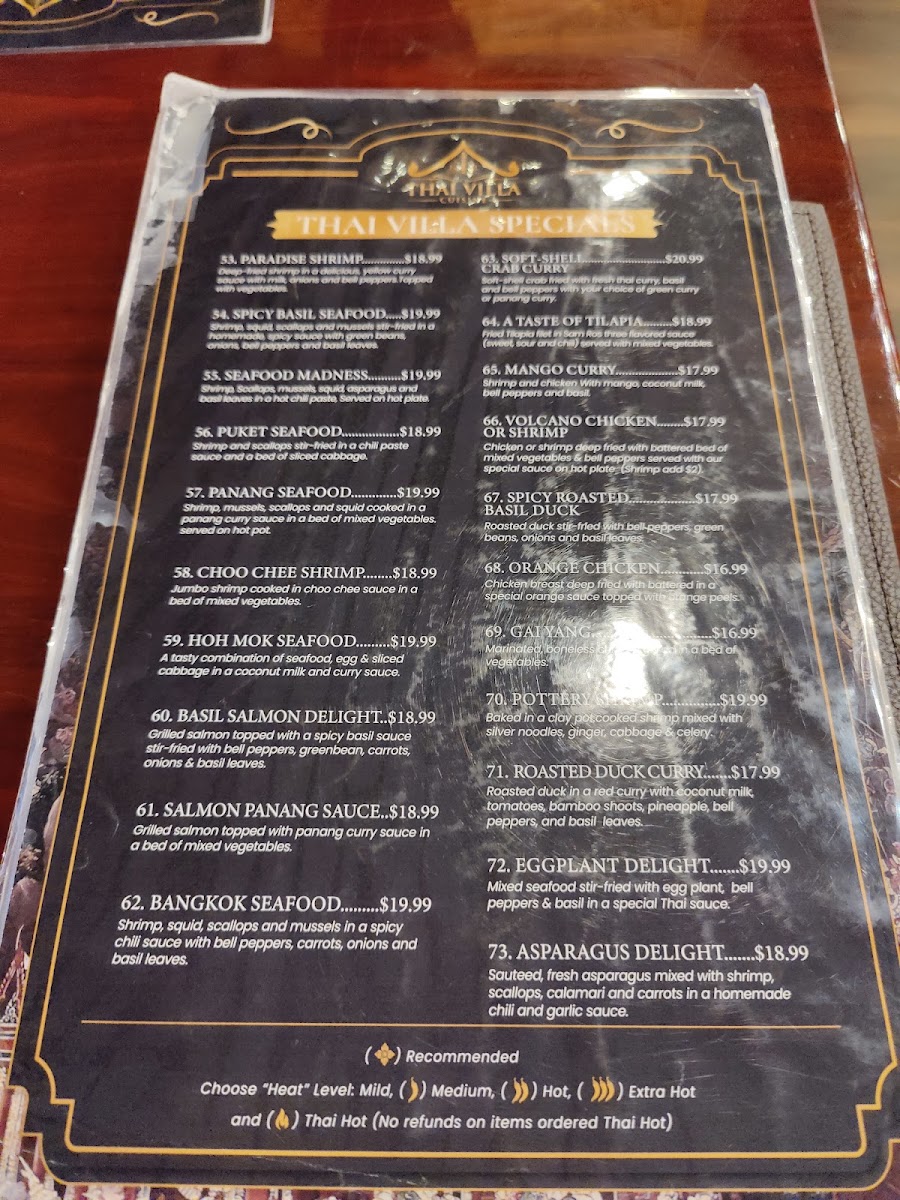 THAI VILLA
CUISINE
THAI VILLA SPECIALS
53. PARADISE SHRIMP............$18.99
Deep-fried shrimp in a delicious, yellow curry
sauce with milk, onions and bell peppers. Topped
with vegetables.
54. SPICY BASIL SEAFOOD.....$19.99
Shrimp, squid, scallops and mussels stir-fried in a
homemade, spicy sauce with green beans,
onions, bell peppers and basil leaves.
55. SEAFOOD MADNESS..........$19.99
Shrimp, Scallops, mussels, squid, asparagus and
basil leaves in a hot chili paste, Served on hot plate.
56. PUKET SEAFOOD.................$18.99
Shrimp and scallops stir-fried in a chili paste
sauce and a bed of sliced cabbage.
57. PANANG SEAFOOD.............$19.99
Shrimp, mussels, scallops and squid cooked in a
panang curry sauce in a bed of mixed vegetables.
served on hot pot.
58. CHOO CHEE SHRIMP.......$18.99
Jumbo shrimp cooked in choo chee sauce in a
bed of mixed vegetables.
59. HOH MOK SEAFOOD.........$19.99
A tasty combination of seafood, egg & sliced
cabbage in a coconut milk and curry sauce.
60. BASIL SALMON DELIGHT..$18.99
Grilled salmon topped with a spicy basil sauce
stir-fried with bell peppers, greenbean, carrots,
onions & basil leaves.
61. SALMON PANANG SAUCE..$18.99
Grilled salmon topped with panang curry sauce in
a bed of mixed vegetables.
62. BANGKOK SEAFOOD.........$19.99
Shrimp, squid, scallops and mussels in a spicy
chili sauce with bell peppers, carrots, onions and
basil leaves.
63. SOFT-SHELL.....................$20.99
CRAB CURRY
Soft-shell crab fried with fresh thai curry, basil
and bell peppers with your choice of green curry
or panang curry.
64. A TASTE OF TILAPIA.........$18.99
Fried Tilapia filet in Sam Ros three flavored sauce
(sweet, sour and chili) served with mixed vegetables.
65. MANGO CURRY...................$17.99
Shrimp and chicken With mango, coconut milk,
bell peppers and basil.
66. VOLCANO CHICKEN........$17.99
OR SHRIMP
Chicken or shrimp deep fried with battered bed of
mixed vegetables & bell peppers served with our
special sauce on hot plate. (Shrimp add $2).
67. SPICY ROASTED...................$17.99
BASIL DUCK
Roasted duck stir-fried with bell peppers, green
beans, onions and basil leaves.
68. ORANGE CHICKEN...........$16.99
Chicken breast deep fried with battered in a
special orange sauce topped with orange peels.
69. GAI YANG..............................$16.99
Marinated, boneless in a bed of
vegetables.
70. POTTERY SHRIMP..............$19.99
Baked in a clay pot cooked shrimp mixed with
silver noodles, ginger, cabbage & celery.
71. ROASTED DUCK CURRY.......$17.99
Roasted duck in a red curry with coconut milk,
tomatoes, bamboo shoots, pineapple, bell
peppers, and basil leaves.
72. EGGPLANT DELIGHT.......$19.99
Mixed seafood stir-fried with egg plant, bell
peppers & basil in a special Thai sauce.
73. ASPARAGUS DELIGHT.......$18.99
Sauteed, fresh asparagus mixed with shrimp,
scallops, calamari and carrots in a homemade
chili and garlic sauce.
( ) Recommended
Choose "Heat" Level: Mild, ( ) Medium, ( ) Hot, ( ) Extra Hot
and ( ) Thai Hot (No refunds on items ordered Thai Hot)